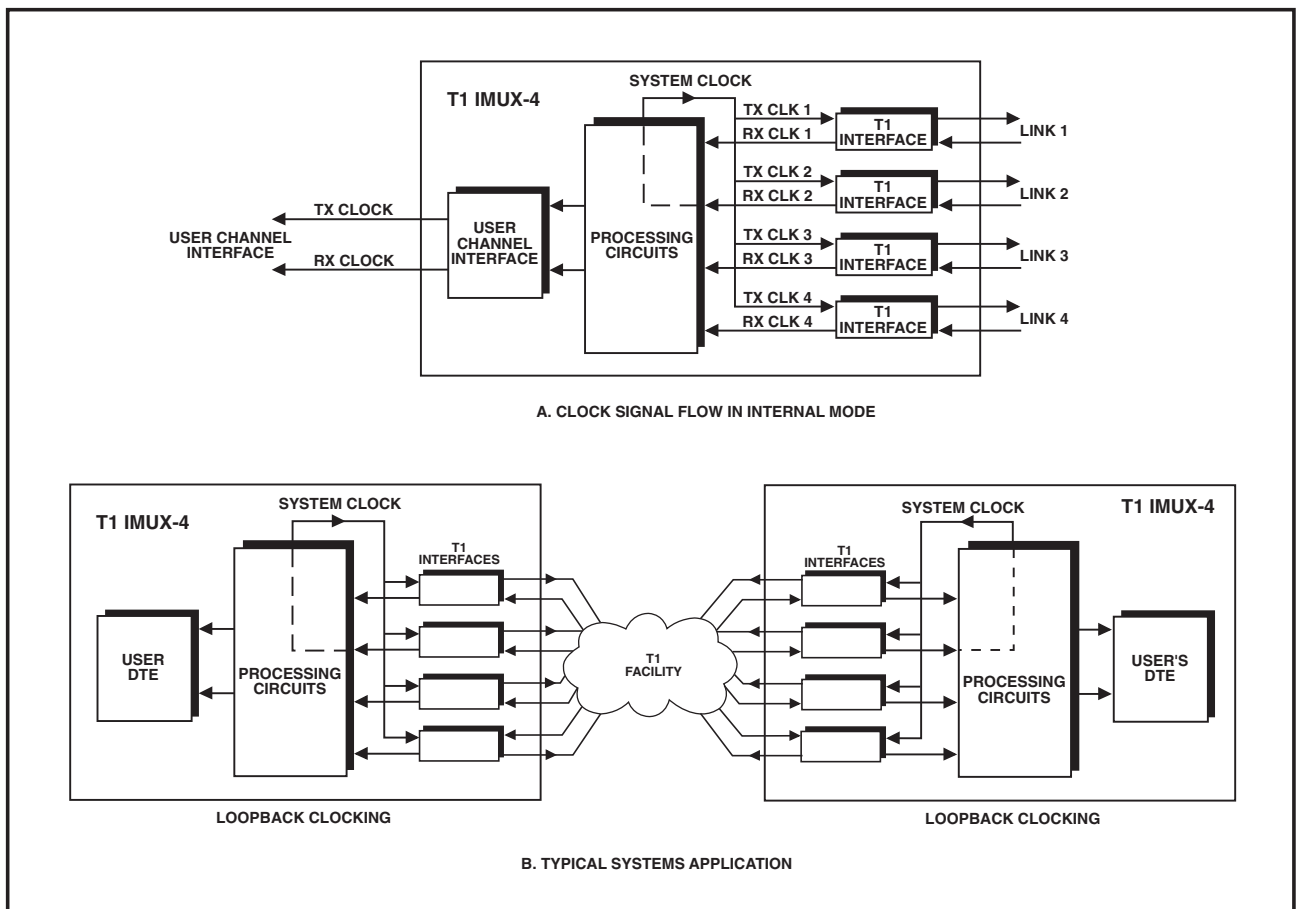 SYSTEM CLOCK
T1 IMUX-4
TX CLK 1
T1
INTERFACE
RX CLK 1
LINK 1
TX CLK 2
T1
INTERFACE
RX CLK 2
LINK 2
TX CLOCK
USER CHANNEL
INTERFACE
RX CLOCK
USER
CHANNEL
INTERFACE
PROCESSING
CIRCUITS
TX CLK 3
T1
INTERFACE
RX CLK 3
LINK 3
TX CLK 4
T1
INTERFACE
RX CLK 4
LINK 4
A. CLOCK SIGNAL FLOW IN INTERNAL MODE
T1 IMUX-4
SYSTEM CLOCK
T1
INTERFACES
USER
DTE
PROCESSING
CIRCUITS
T1
FACILITY
SYSTEM CLOCK
T1 IMUX-4
T1
INTERFACES
PROCESSING
CIRCUITS
USER'S
DTE
LOOPBACK CLOCKING
LOOPBACK CLOCKING
B. TYPICAL SYSTEMS APPLICATION